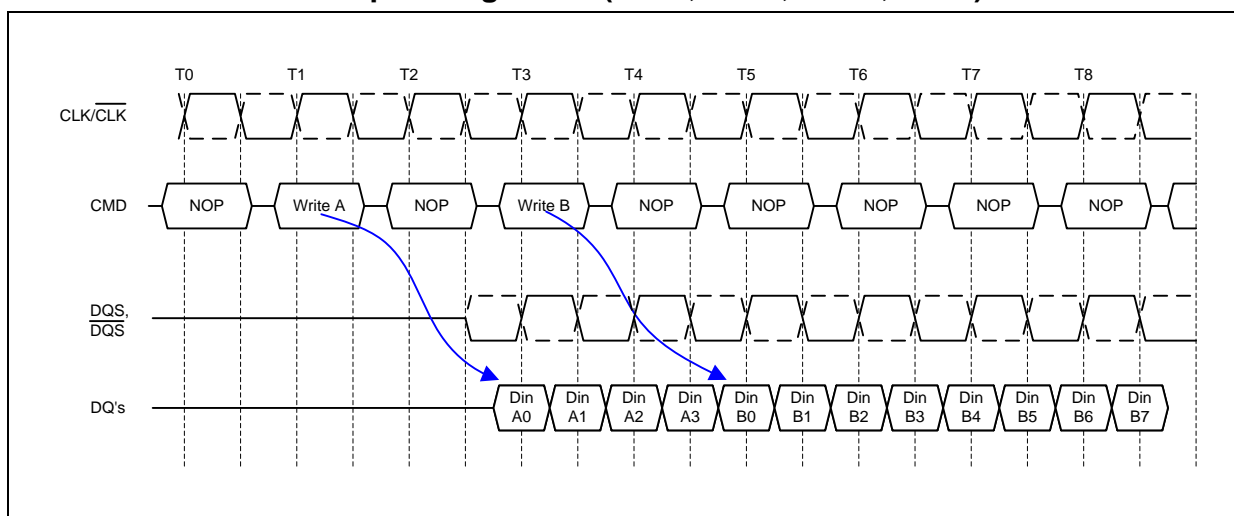 T0 T1 T2 T3 T4 T5 T6 T7 T8
CLK/CLK
CMD NOP Write A NOP Write B NOP NOP NOP NOP NOP
DQS,
DQS
DQ's Din A0 Din A1 Din A2 Din A3 Din B0 Din B1 Din B2 Din B3 Din B4 Din B5 Din B6 Din B7